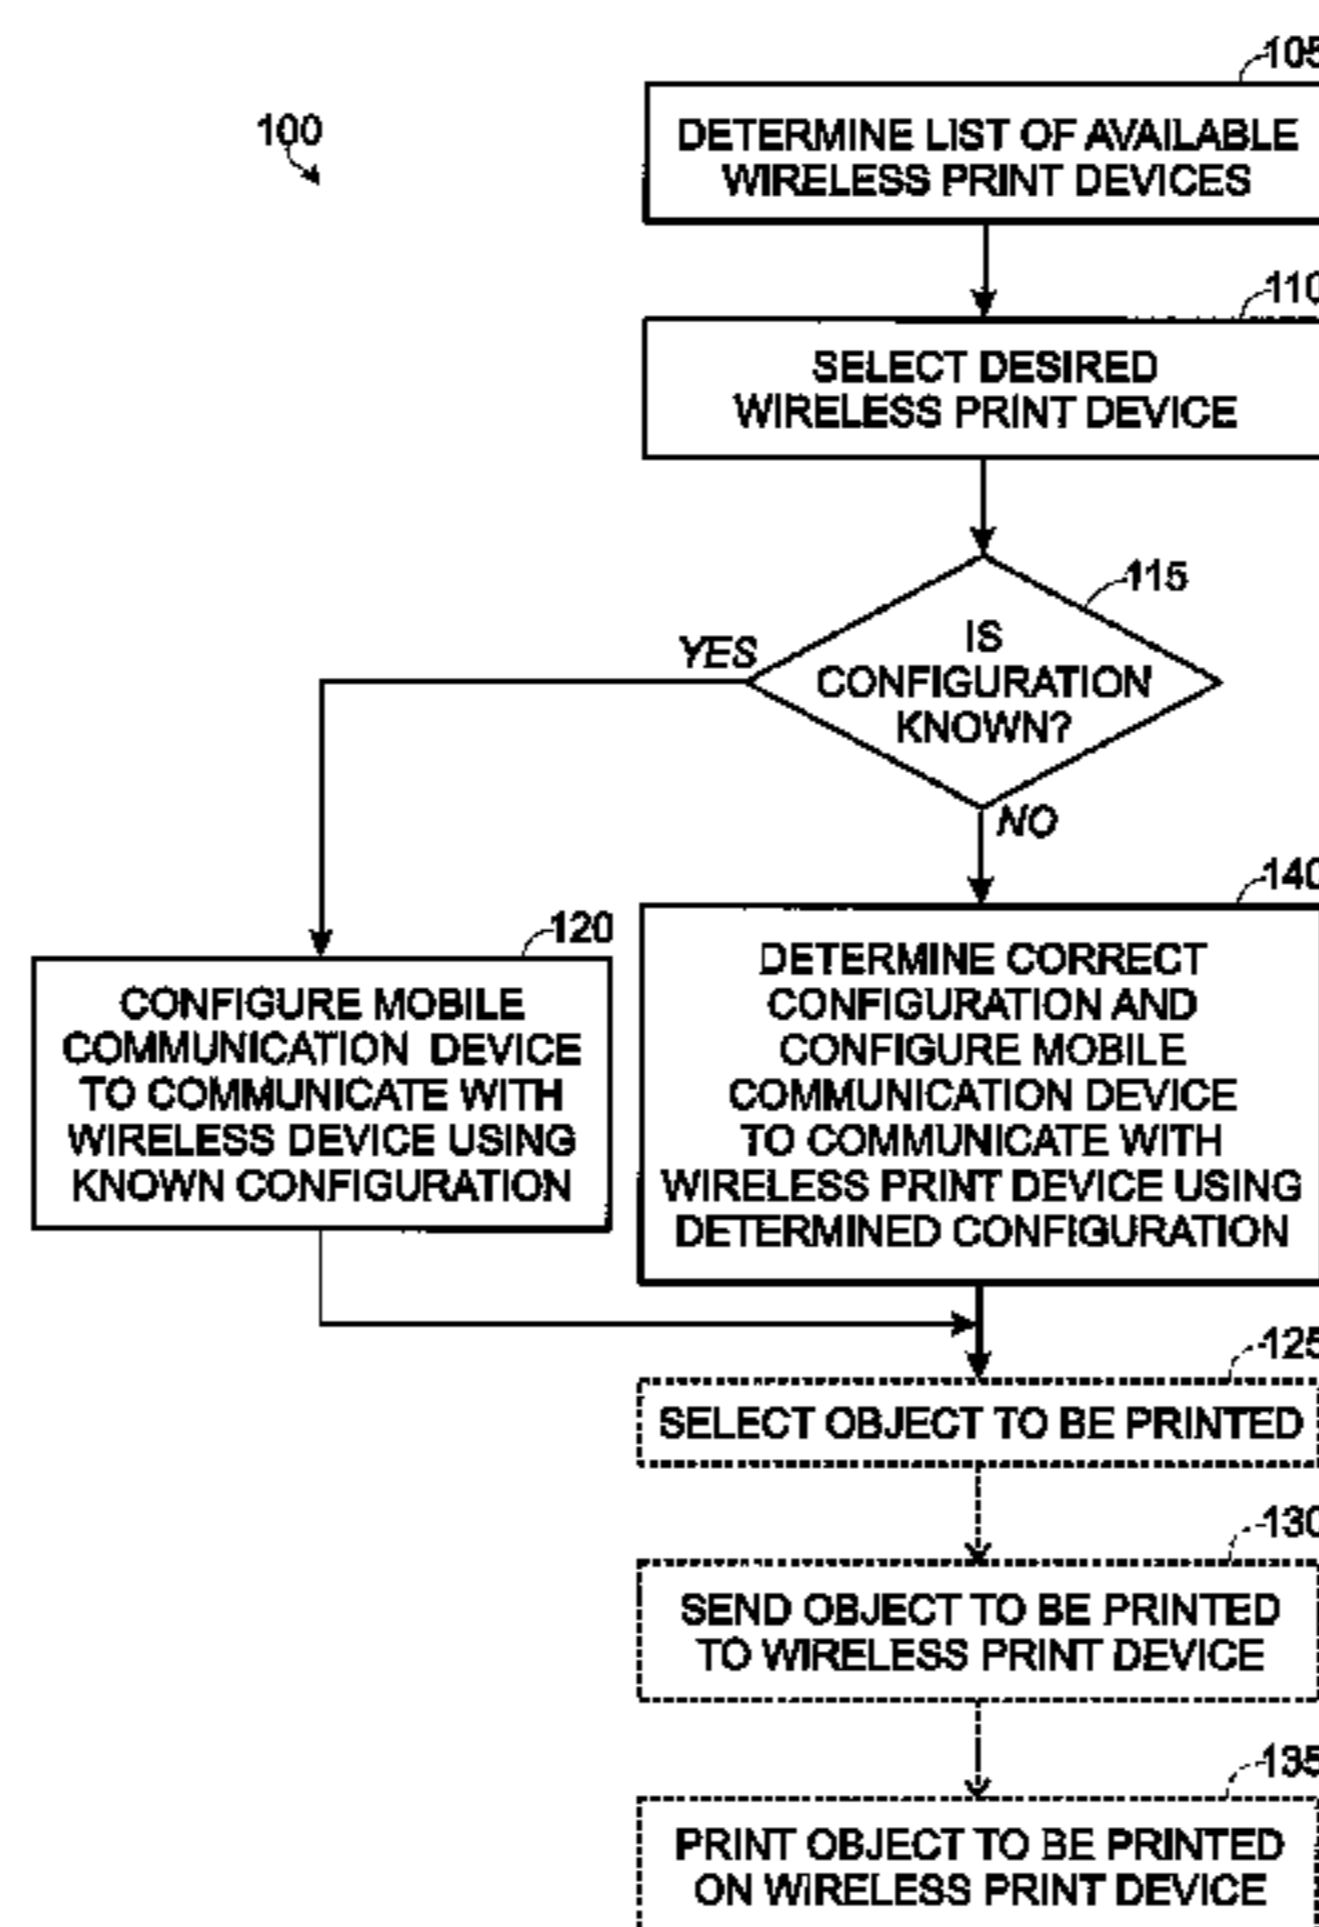 100
105
DETERMINE LIST OF AVAILABLE
WIRELESS PRINT DEVICES
110
SELECT DESIRED
WIRELESS PRINT DEVICE
115
IS
CONFIGURATION
KNOWN?
YES
NO
120
CONFIGURE MOBILE
COMMUNICATION DEVICE
TO COMMUNICATE WITH
WIRELESS DEVICE USING
KNOWN CONFIGURATION
140
DETERMINE CORRECT
CONFIGURATION AND
CONFIGURE MOBILE
COMMUNICATION DEVICE
TO COMMUNICATE WITH
WIRELESS PRINT DEVICE USING
DETERMINED CONFIGURATION
125
SELECT OBJECT TO BE PRINTED
130
SEND OBJECT TO BE PRINTED
TO WIRELESS PRINT DEVICE
135
PRINT OBJECT TO BE PRINTED
ON WIRELESS PRINT DEVICE